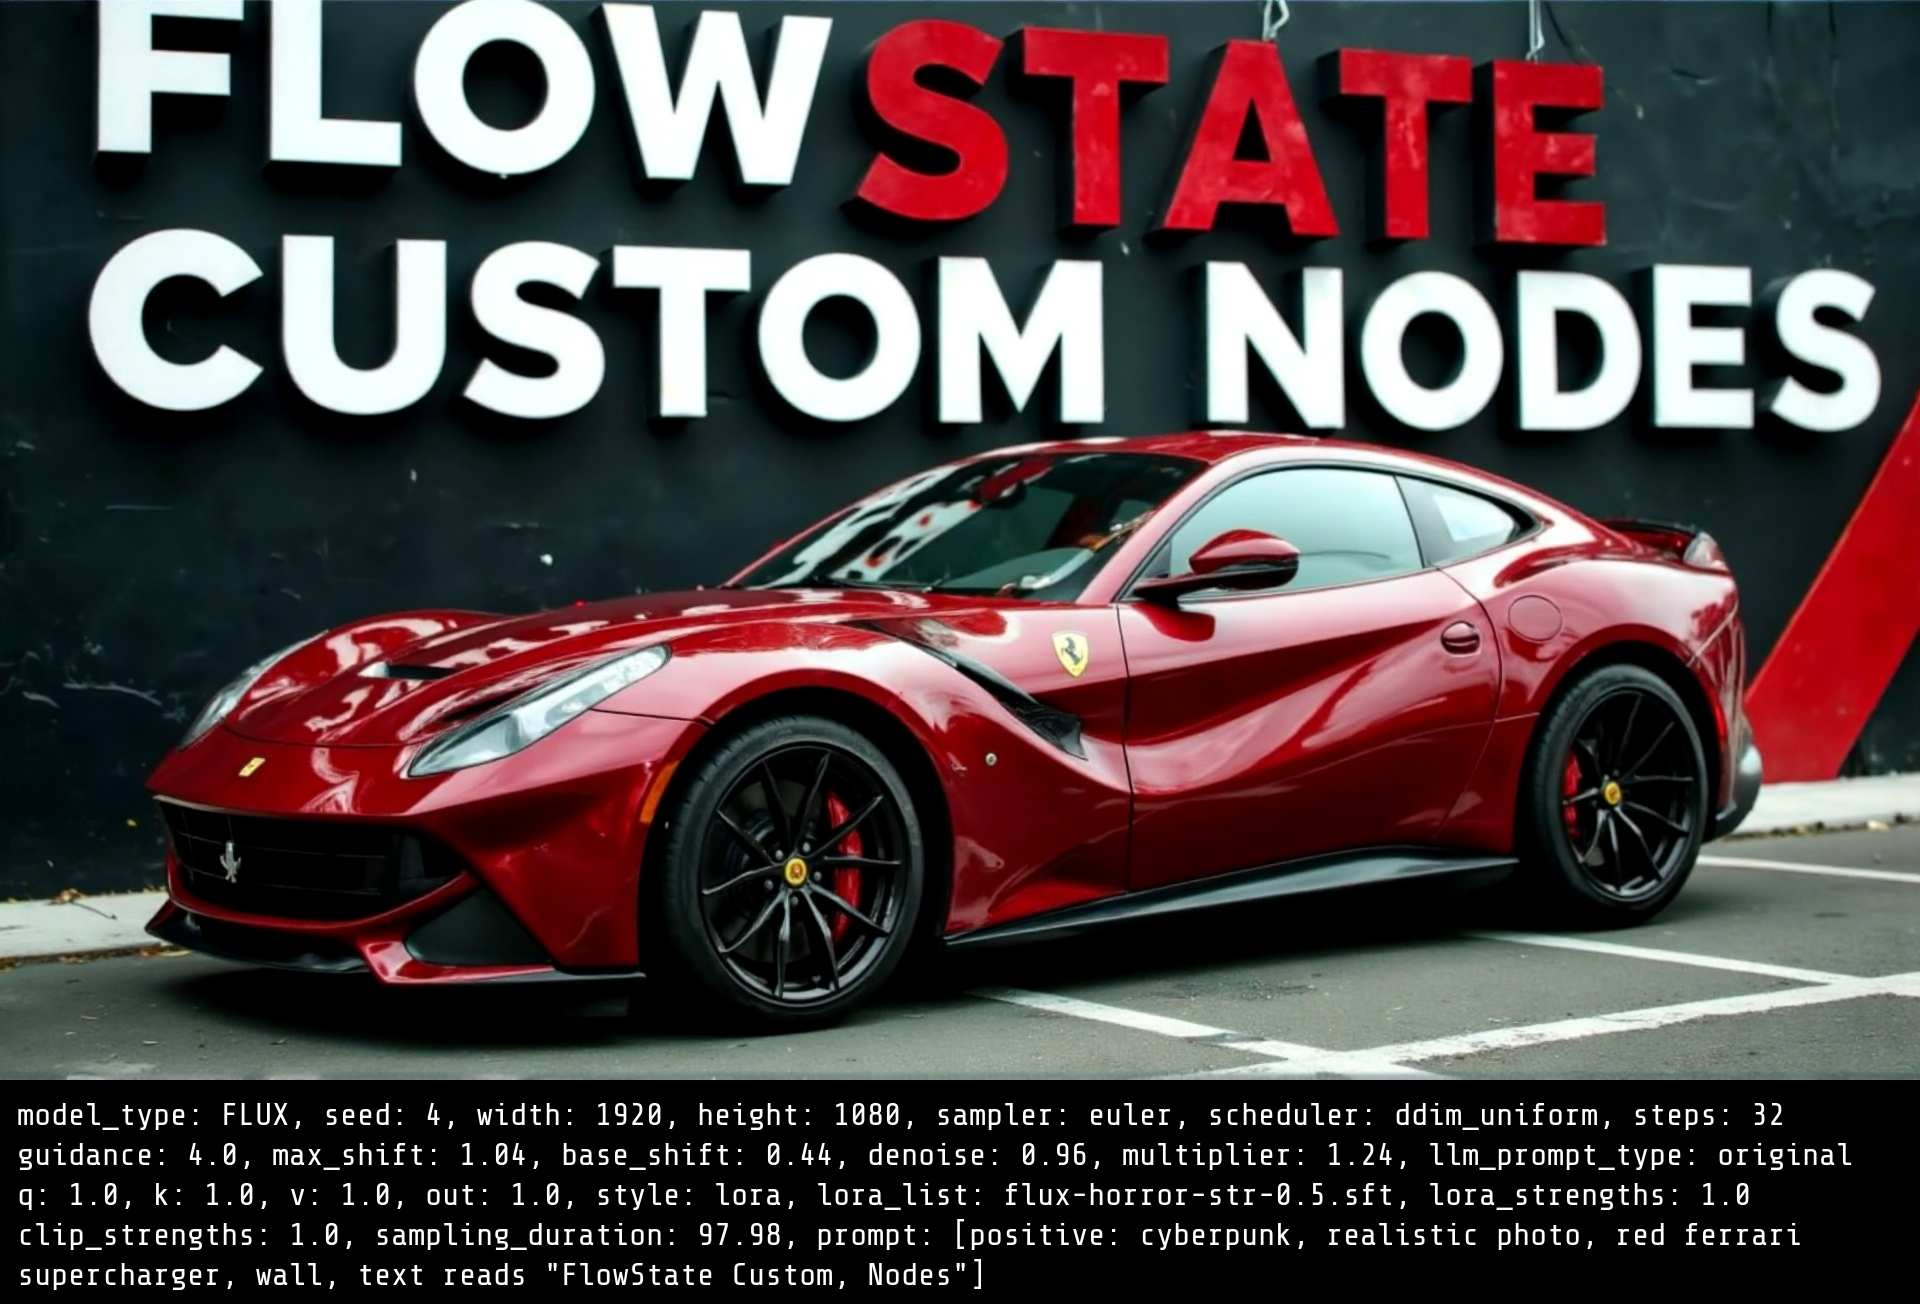 FLOWSTATE
CUSTOM NODES
model_type: FLUX, seed: 4, width: 1920, height: 1080, sampler: euler, scheduler: ddim_uniform, steps: 32
guidance: 4.0, max_shift: 1.04, base_shift: 0.44, denoise: 0.96, multiplier: 1.24, llm_prompt_type: original
q: 1.0, k: 1.0, v: 1.0, out: 1.0, style: lora, lora_list: flux-horror-str-0.5.sft, lora_strengths: 1.0
clip_strengths: 1.0, sampling_duration: 97.98, prompt: [positive: cyberpunk, realistic photo, red ferrari
supercharger, wall, text reads "FlowState Custom, Nodes"]